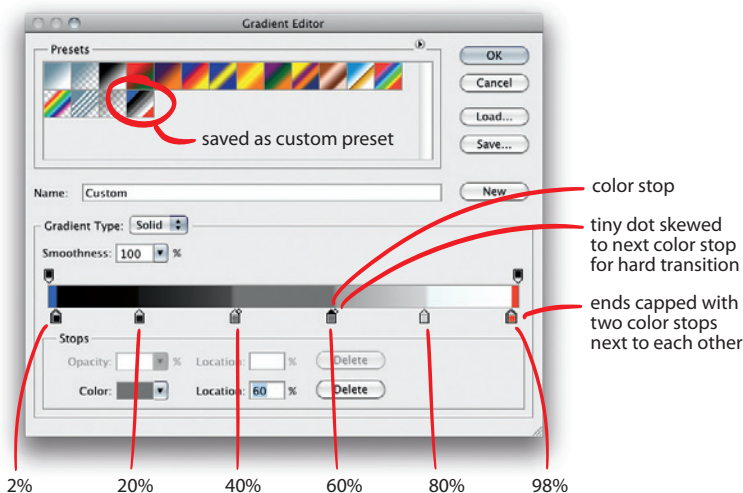 Gradient Editor
Presets
OK
Cancel
Load...
Save...
saved as custom preset
Name: Custom
New
color stop
Gradient Type: Solid
tiny dot skewed
to next color stop
for hard transition
Smoothness: 100 %
ends capped with
two color stops
next to each other
Stops
Opacity: % Location: % Delete
Color: Location: 60 % Delete
2% 20% 40% 60% 80% 98%